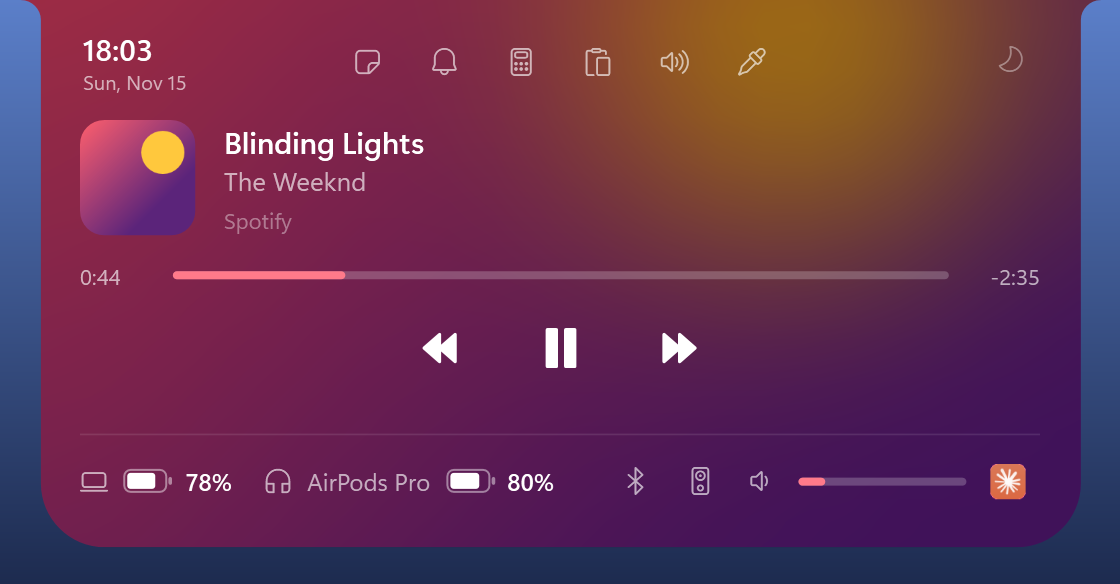 18:03
Sun, Nov 15
Blinding Lights
The Weeknd
Spotify
0:44
-2:35
78%
AirPods Pro
80%